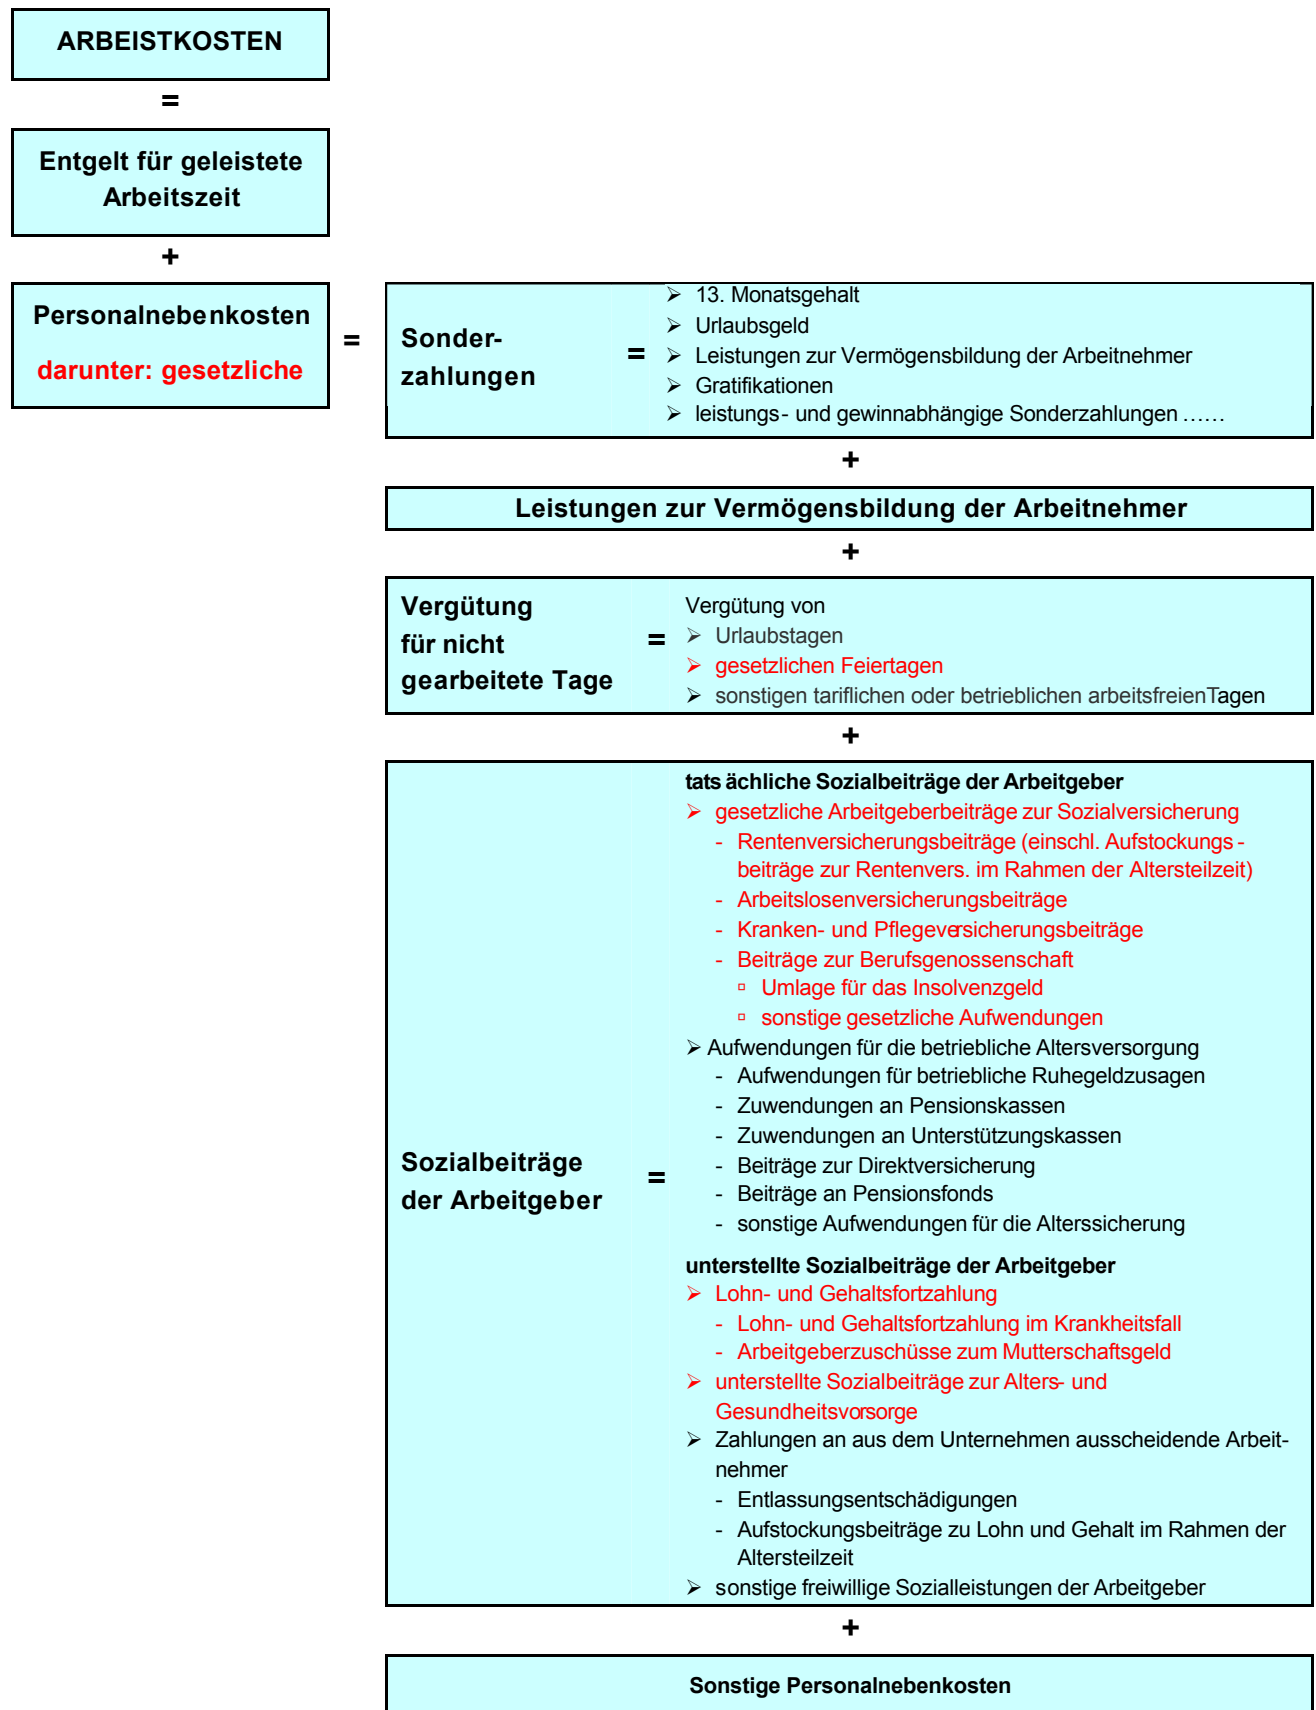 ARBEISTKOSTEN
=
Entgelt für geleistete
Arbeitszeit
+
Personalnebenkosten
darunter: gesetzliche
=
Sonder-
zahlungen
=
➢ 13. Monatsgehalt
➢ Urlaubsgeld
➢ Leistungen zur Vermögensbildung der Arbeitnehmer
➢ Gratifikationen
➢ leistungs- und gewinnabhängige Sonderzahlungen ……
+
Leistungen zur Vermögensbildung der Arbeitnehmer
+
Vergütung
für nicht
gearbeitete Tage
=
Vergütung von
➢ Urlaubstagen
➢ gesetzlichen Feiertagen
➢ sonstigen tariflichen oder betrieblichen arbeitsfreienTagen
+
Sozialbeiträge
der Arbeitgeber
=
tats ächliche Sozialbeiträge der Arbeitgeber
➢ gesetzliche Arbeitgeberbeiträge zur Sozialversicherung
- Rentenversicherungsbeiträge (einschl. Aufstockungs -
beiträge zur Rentenvers. im Rahmen der Altersteilzeit)
- Arbeitslosenversicherungsbeiträge
- Kranken- und Pflegeversicherungsbeiträge
- Beiträge zur Berufsgenossenschaft
▫ Umlage für das Insolvenzgeld
▫ sonstige gesetzliche Aufwendungen
➢ Aufwendungen für die betriebliche Altersversorgung
- Aufwendungen für betriebliche Ruhegeldzusagen
- Zuwendungen an Pensionskassen
- Zuwendungen an Unterstützungskassen
- Beiträge zur Direktversicherung
- Beiträge an Pensionsfonds
- sonstige Aufwendungen für die Alterssicherung
unterstellte Sozialbeiträge der Arbeitgeber
➢ Lohn- und Gehaltsfortzahlung
- Lohn- und Gehaltsfortzahlung im Krankheitsfall
- Arbeitgeberzuschüsse zum Mutterschaftsgeld
➢ unterstellte Sozialbeiträge zur Alters- und
Gesundheitsvorsorge
➢ Zahlungen an aus dem Unternehmen ausscheidende Arbeit-
nehmer
- Entlassungsentschädigungen
- Aufstockungsbeiträge zu Lohn und Gehalt im Rahmen der
Altersteilzeit
➢ sonstige freiwillige Sozialleistungen der Arbeitgeber
+
Sonstige Personalnebenkosten